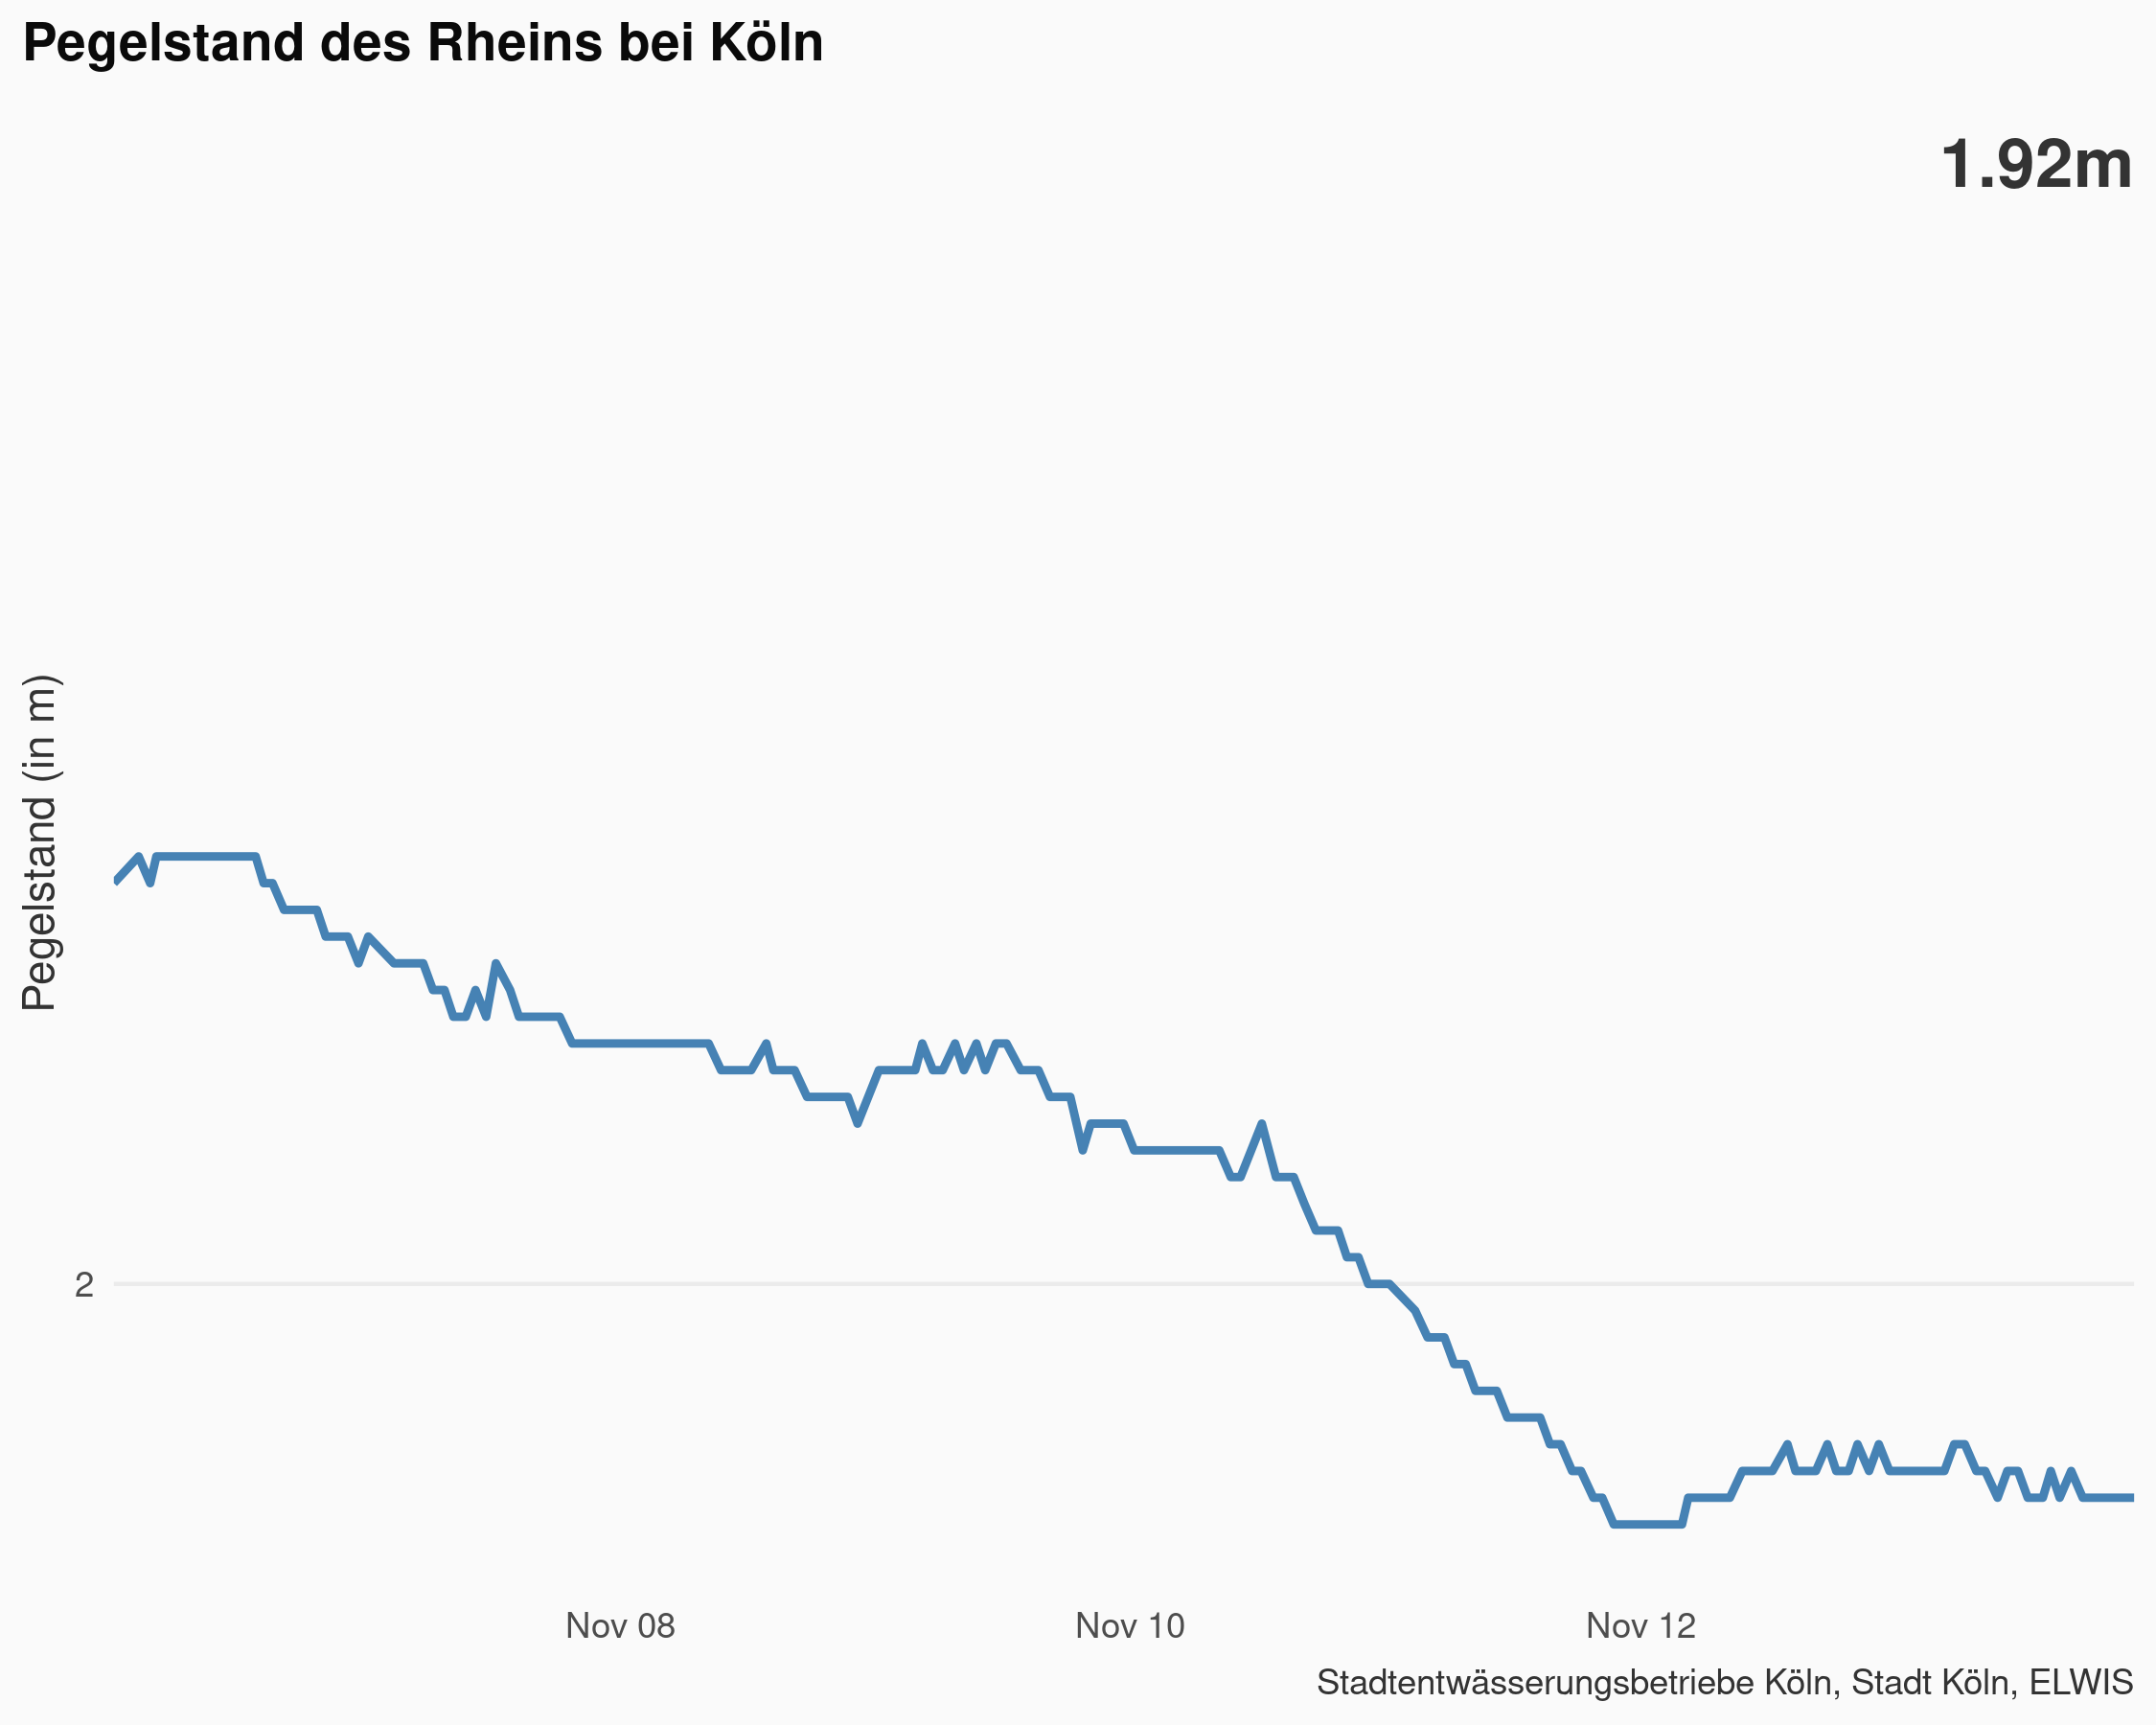 Pegelstand des Rheins bei Köln
1.92m
Pegelstand (in m)
2
Nov 08
Nov 10
Nov 12
Stadtentwässerungsbetriebe Köln, Stadt Köln, ELWIS